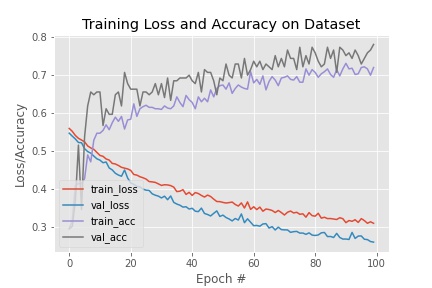 Training Loss and Accuracy on Dataset
Loss/Accuracy
0.8
0.7
0.6
0.5
0.4
0.3
train_loss
val_loss
train_acc
val_acc
0 20 40 60 80 100
Epoch #